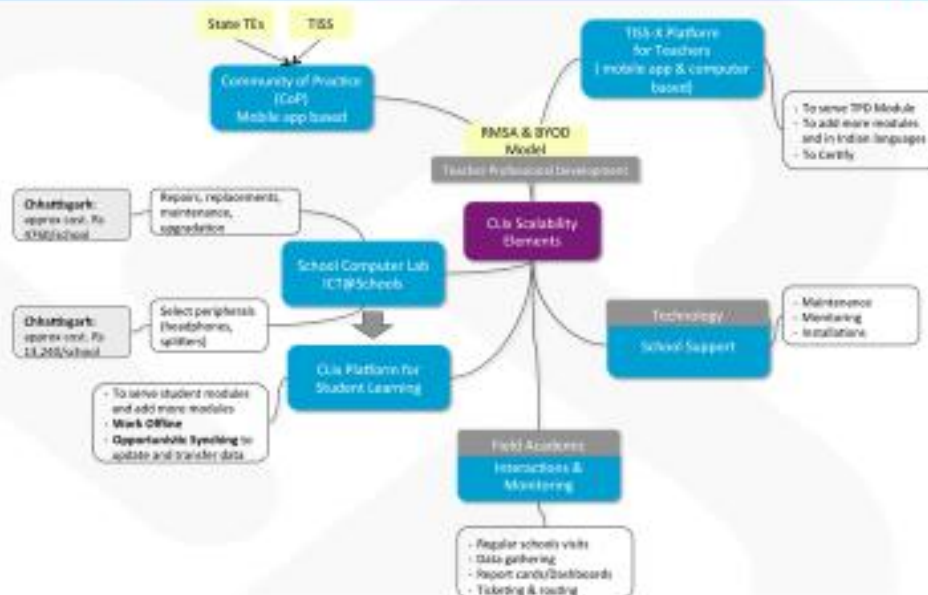 State TEs
TISS
Community of Practice
(CoP)
Mobile app based
TISS-X Platform
for Teachers
( mobile app & computer
based)
- To serve TPD Module
- To add more modules
and in Indian languages
- To Certify
RMSA & BYOD
Model
Teacher Professional Development
CLIx Scalability
Elements
Chhattisgarh:
approx cost. Rs
4760/school
Repairs, replacements,
maintenance,
upgradation
School Computer Lab
ICT@Schools
Chhattisgarh:
approx cost. Rs
13,240/school
Select peripherals
(headphones,
splitters)
CLIx Platform for
Student Learning
- To serve student modules
and add more modules
- Work Offline
- Opportunistic Synching to
update and transfer data
Technology
School Support
- Maintenance
- Mentoring
- Installations
Field Academic
Interactions &
Monitoring
- Regular schools visits
- Data gathering
- Report cards/Dashboards
- Ticketing & routing